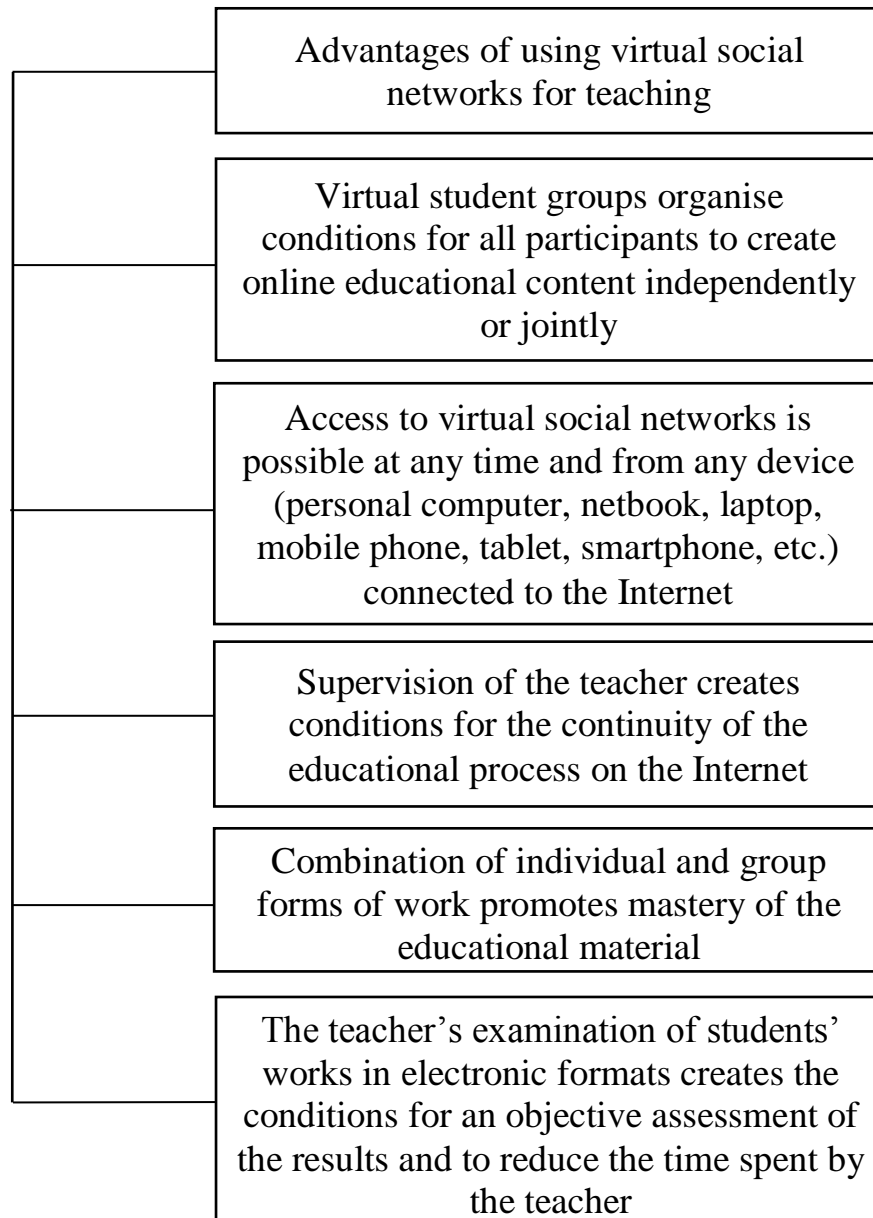 Advantages of using virtual social
networks for teaching
Virtual student groups organise
conditions for all participants to create
online educational content independently
or jointly
Access to virtual social networks is
possible at any time and from any device
(personal computer, netbook, laptop,
mobile phone, tablet, smartphone, etc.)
connected to the Internet
Supervision of the teacher creates
conditions for the continuity of the
educational process on the Internet
Combination of individual and group
forms of work promotes mastery of the
educational material
The teacher’s examination of students’
works in electronic formats creates the
conditions for an objective assessment of
the results and to reduce the time spent by
the teacher